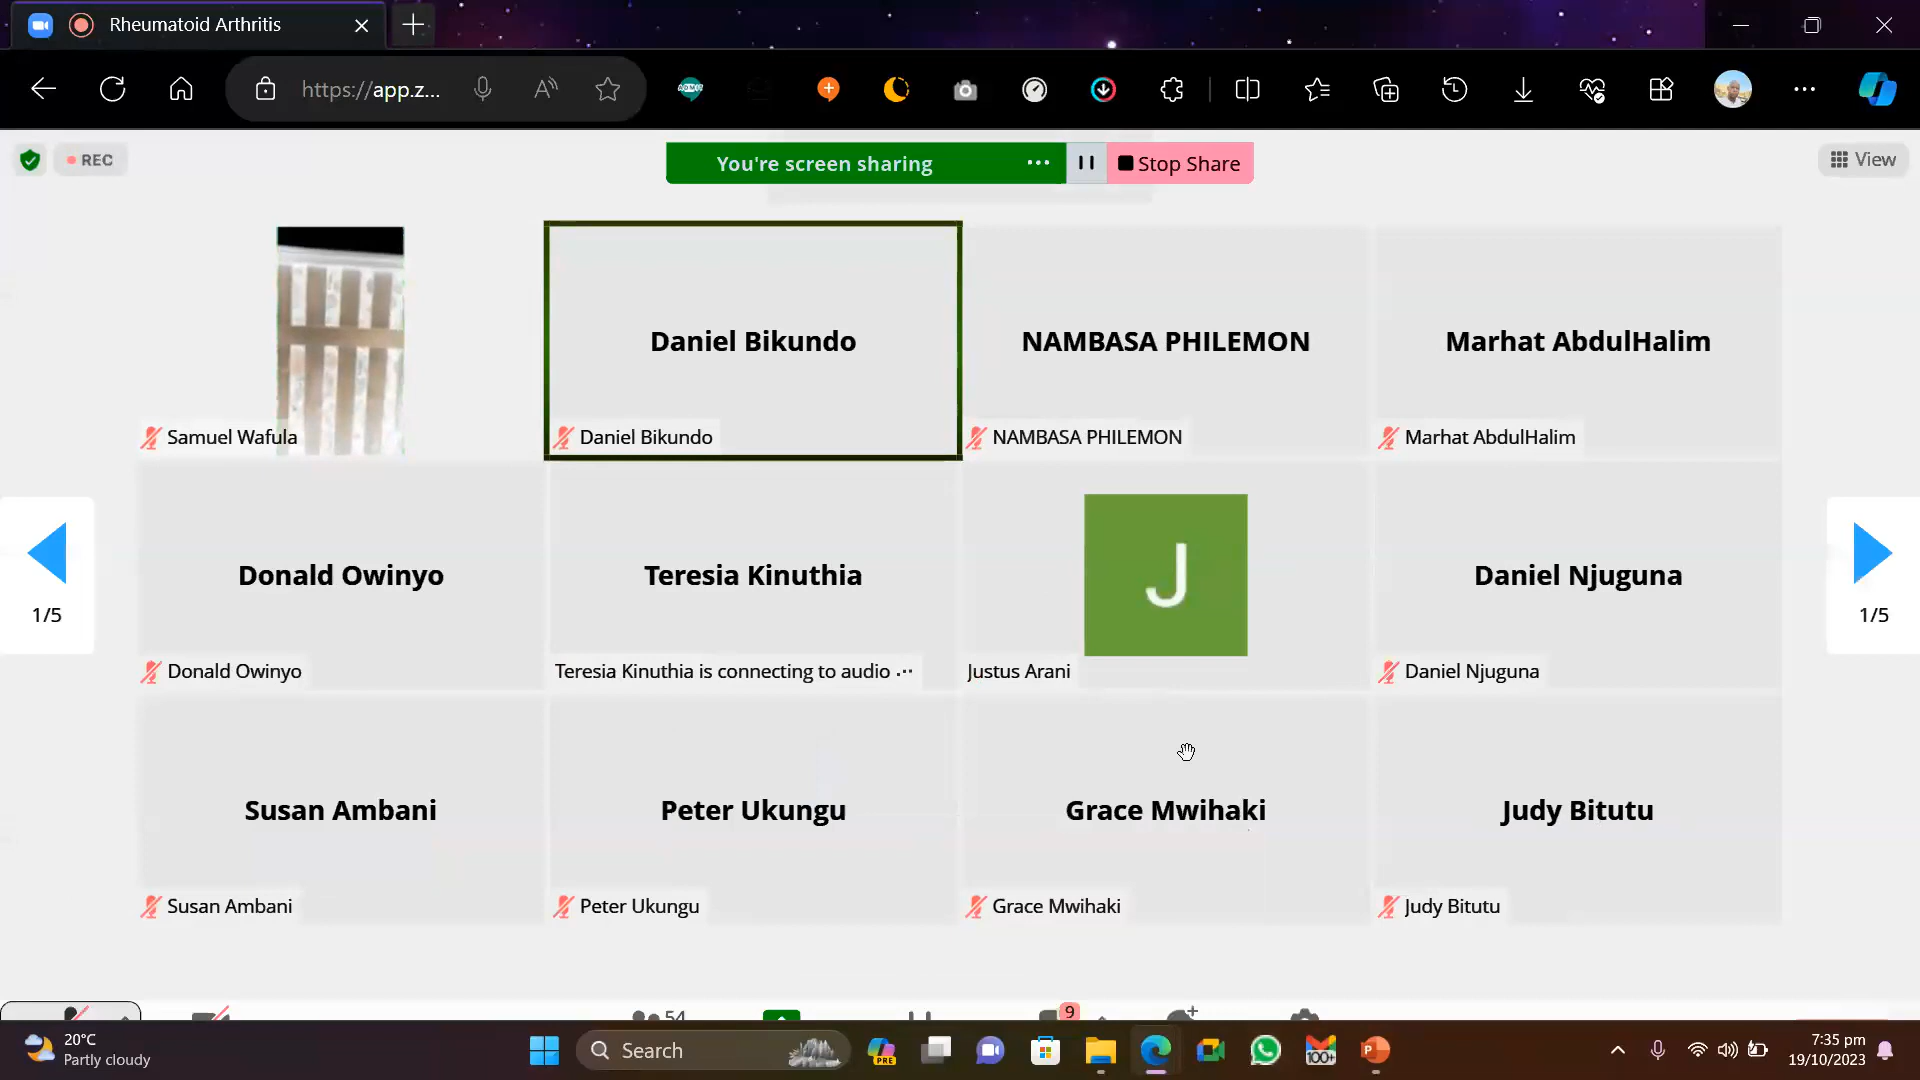 Rheumatoid Arthritis
https://app.z...
REC
You're screen sharing
Stop Share
View
Daniel Bikundo
NAMBASA PHILEMON
Marhat AbdulHalim
Samuel Wafula
Daniel Bikundo
NAMBASA PHILEMON
Marhat AbdulHalim
Donald Owinyo
Teresia Kinuthia
J
Daniel Njuguna
1/5
1/5
Donald Owinyo
Teresia Kinuthia is connecting to audio ...
Justus Arani
Daniel Njuguna
Susan Ambani
Peter Ukungu
Grace Mwihaki
Judy Bitutu
Susan Ambani
Peter Ukungu
Grace Mwihaki
Judy Bitutu
54
9
20°C
Partly cloudy
Search
PRE
100+
P
7:35 pm
19/10/2023